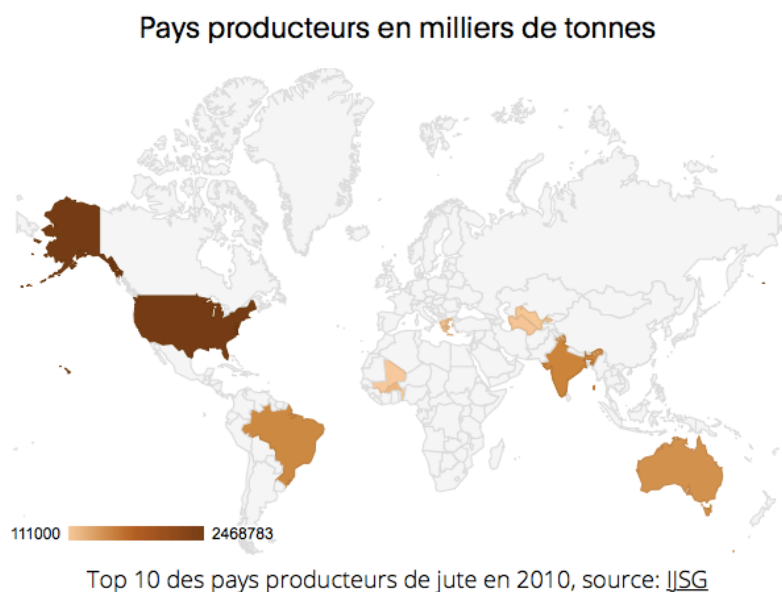 Pays producteurs en milliers de tonnes
111000 2468783
Top 10 des pays producteurs de jute en 2010, source: IJSG